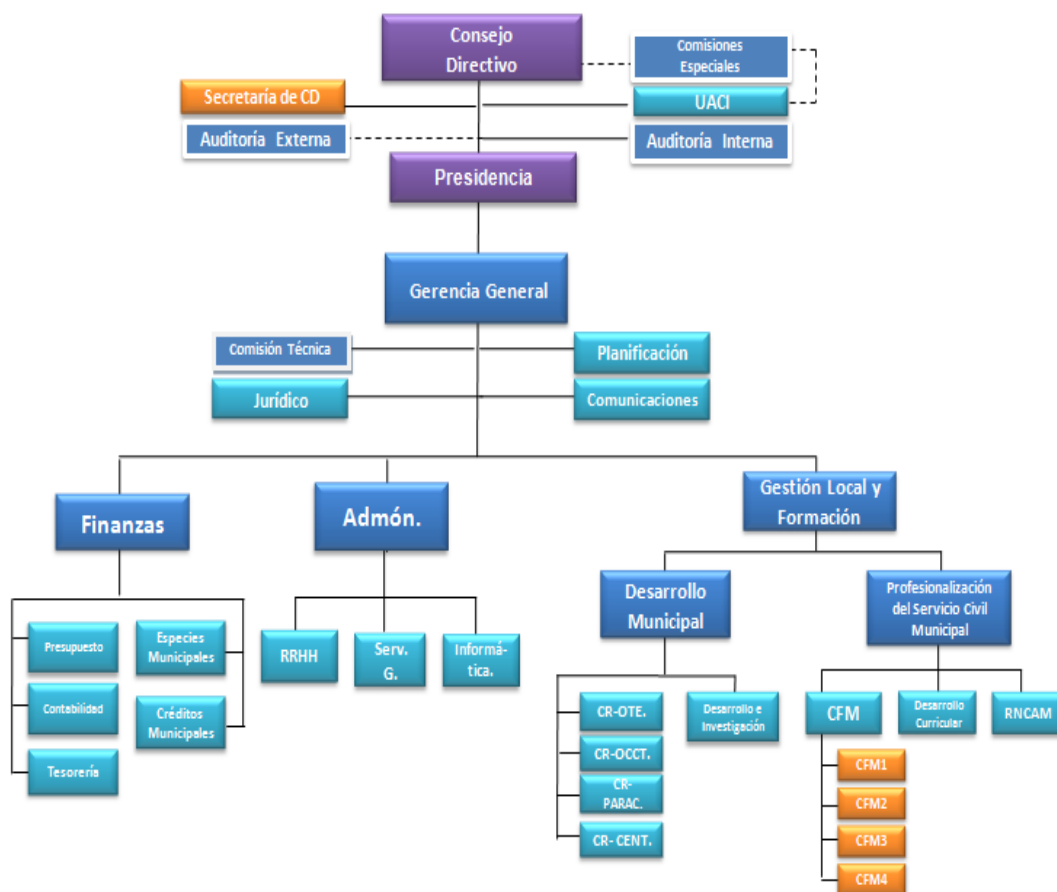 Consejo
Directivo
Comisiones
Especiales
Secretaría de CD
UACI
Auditoría Externa
Auditoría Interna
Presidencia
Gerencia General
Comisión Técnica
Planificación
Jurídico
Comunicaciones
Finanzas
Admón.
Gestión Local y
Formación
Desarrollo
Municipal
Profesionalización
del Servicio Civil
Municipal
Presupuesto
Especies
Municipales
Contabilidad
Créditos
Municipales
Tesorería
RRHH
Serv.
G.
Informá-
tica.
CR-OTE.
CR-OCCT.
CR-
PARAC.
CR- CENT.
Desarrollo e
Investigación
CFM
Desarrollo
Curricular
RNCAM
CFM1
CFM2
CFM3
CFM4